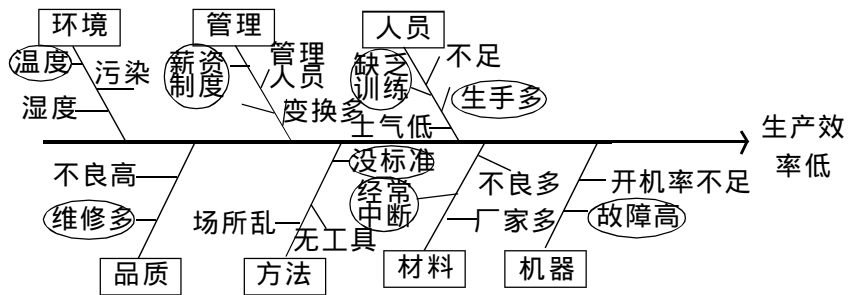 环境
管理
人员
温度
污染
湿度
薪资
制度
管理
人员
变换多
缺乏
训练
不足
生手多
士气低
生产效
率低
不良高
维修多
场所乱
没标准
无工具
经常
中断
不良多
厂家多
开机率不足
故障高
品质
方法
材料
机器